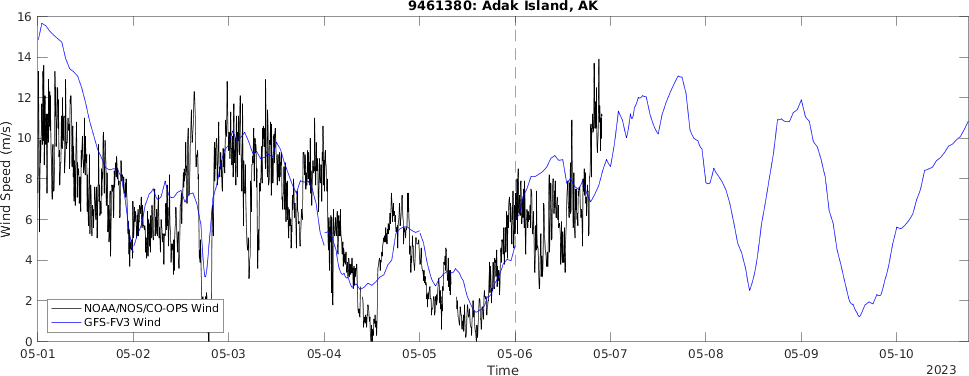 9461380: Adak Island, AK
Wind Speed (m/s)
16
14
12
10
8
6
4
2
0
NOAA/NOS/CO-OPS Wind
GFS-FV3 Wind
05-01 05-02 05-03 05-04 05-05 05-06 05-07 05-08 05-09 05-10
Time
2023